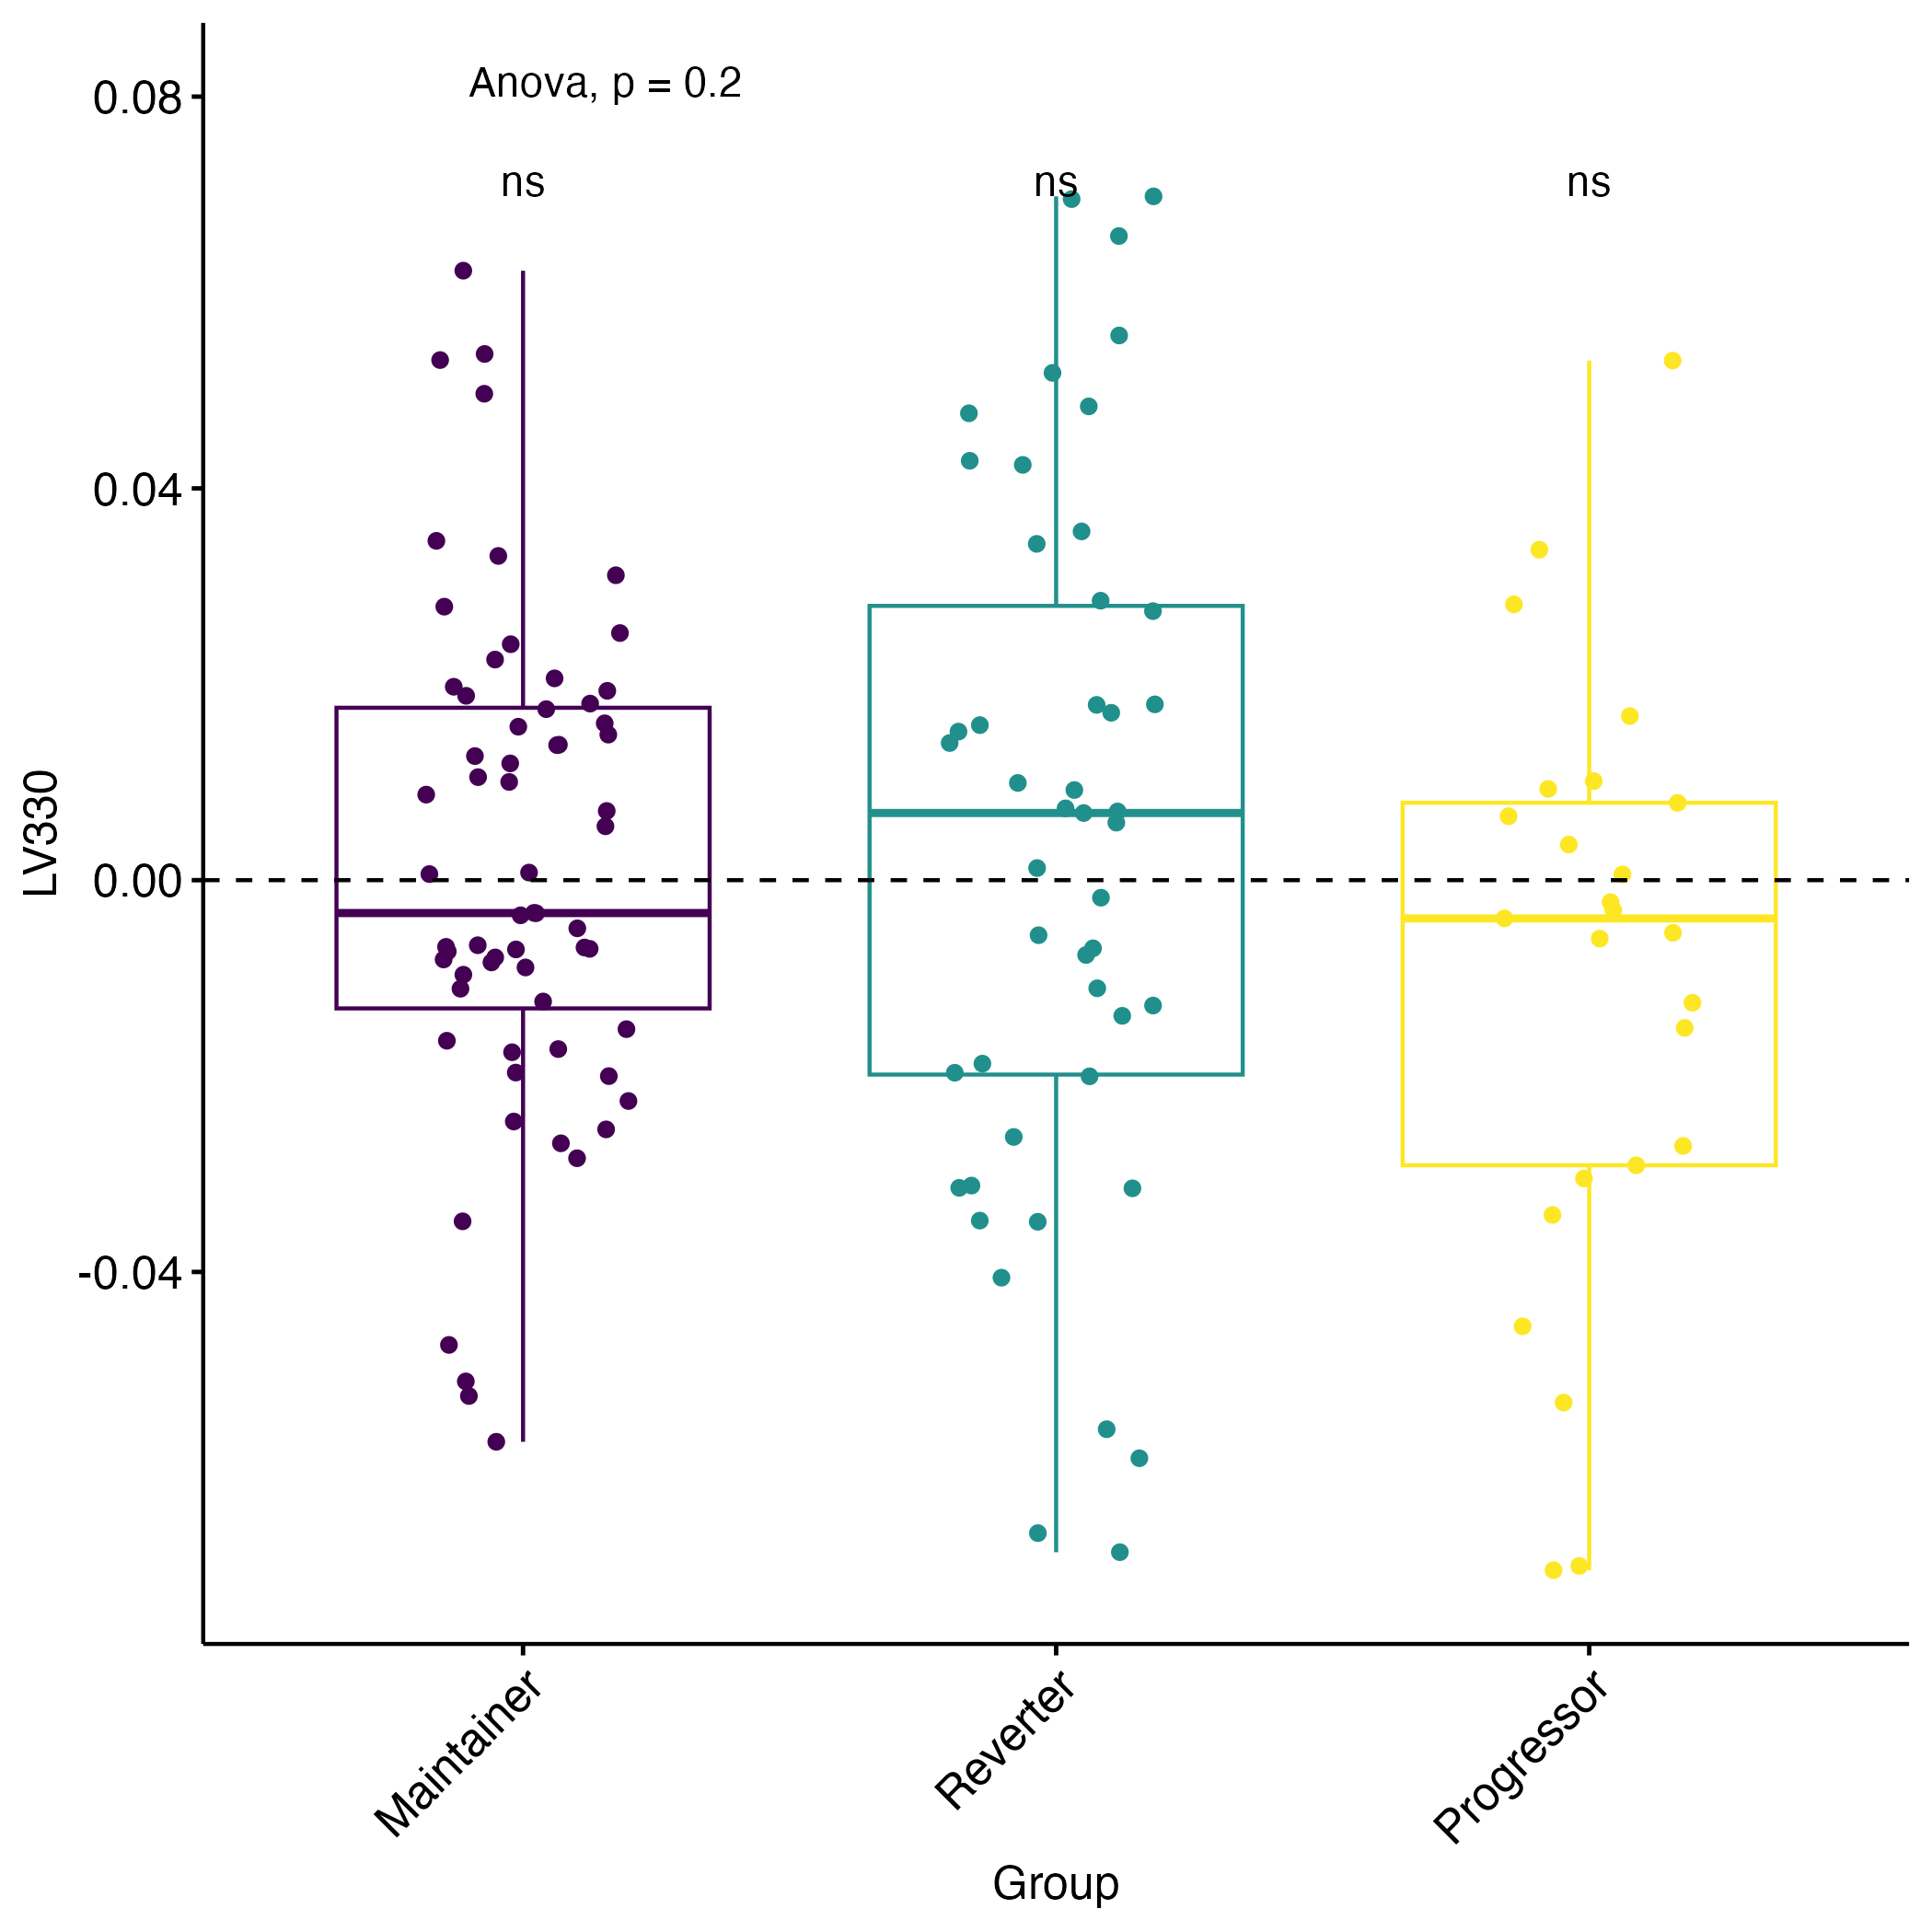 Anova, p = 0.2
ns ns ns
0.08
0.04
0.00
-0.04
LV330
Maintainer Reverter Progressor
Group